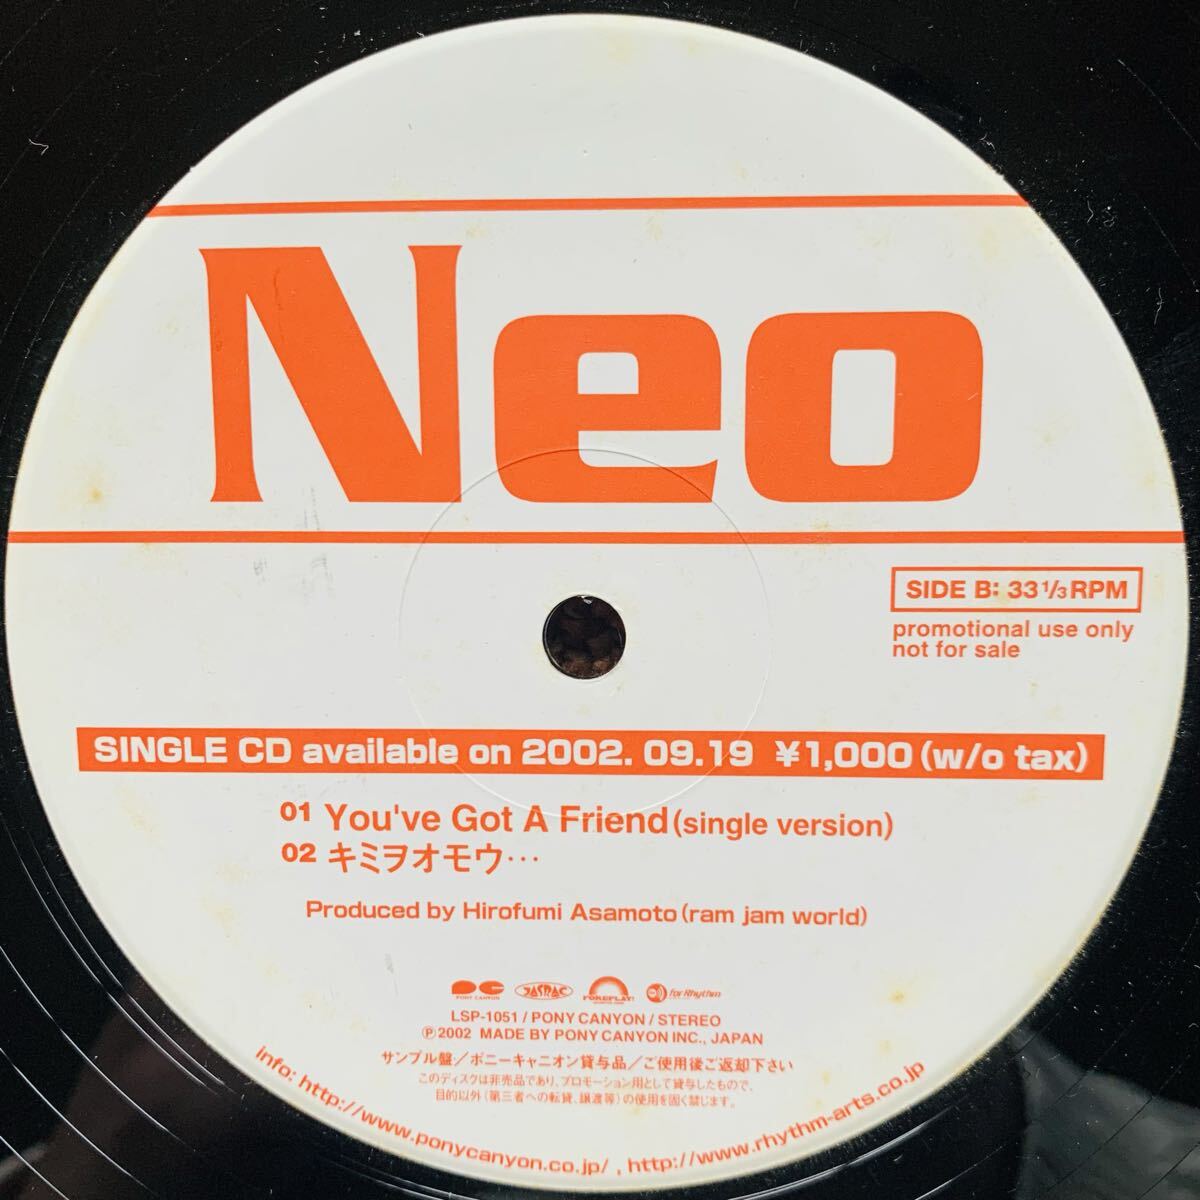 Neo
SIDE B: 33 1/3 RPM
promotional use only
not for sale
SINGLE CD available on 2002. 09.19 ¥1,000 (w/o tax)
01 You've Got A Friend (single version)
02 キミヲオモウ…
Produced by Hirofumi Asamoto (ram jam world)
PONY CANYON JASRAC FOREPLAY! for Rhythm
LSP-1051 / PONY CANYON / STEREO
Ⓟ2002 MADE BY PONY CANYON INC., JAPAN
サンプル盤／ポニーキャニオン貸与品／ご使用後ご返却下さい
このディスクは非売品であり、プロモーション用として貸与したもので、
目的以外（第三者への転貸、譲渡等）の使用を固く禁じます。
info: http://www.ponycanyon.co.jp/ , http://www.rhythm-arts.co.jp